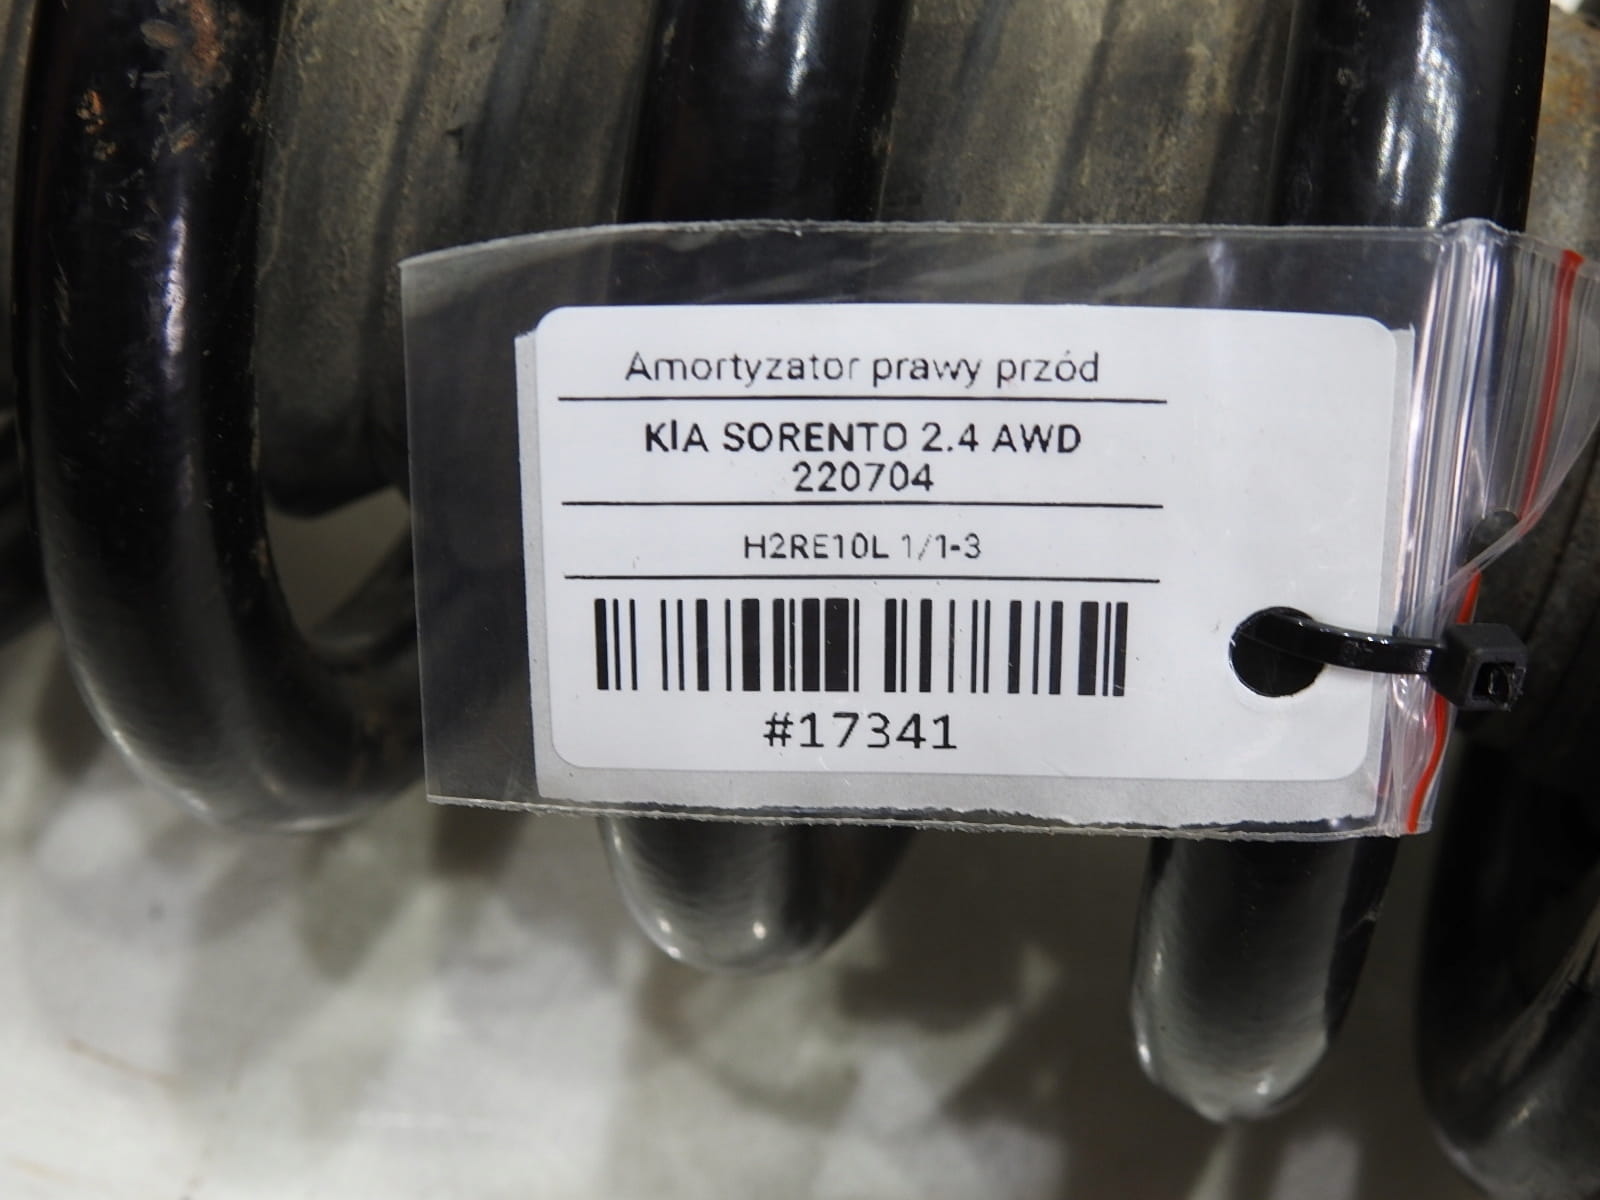 Amortyzator prawy przód
KIA SORENTO 2.4 AWD
220704
H2RE10L 1/1-3
#17341